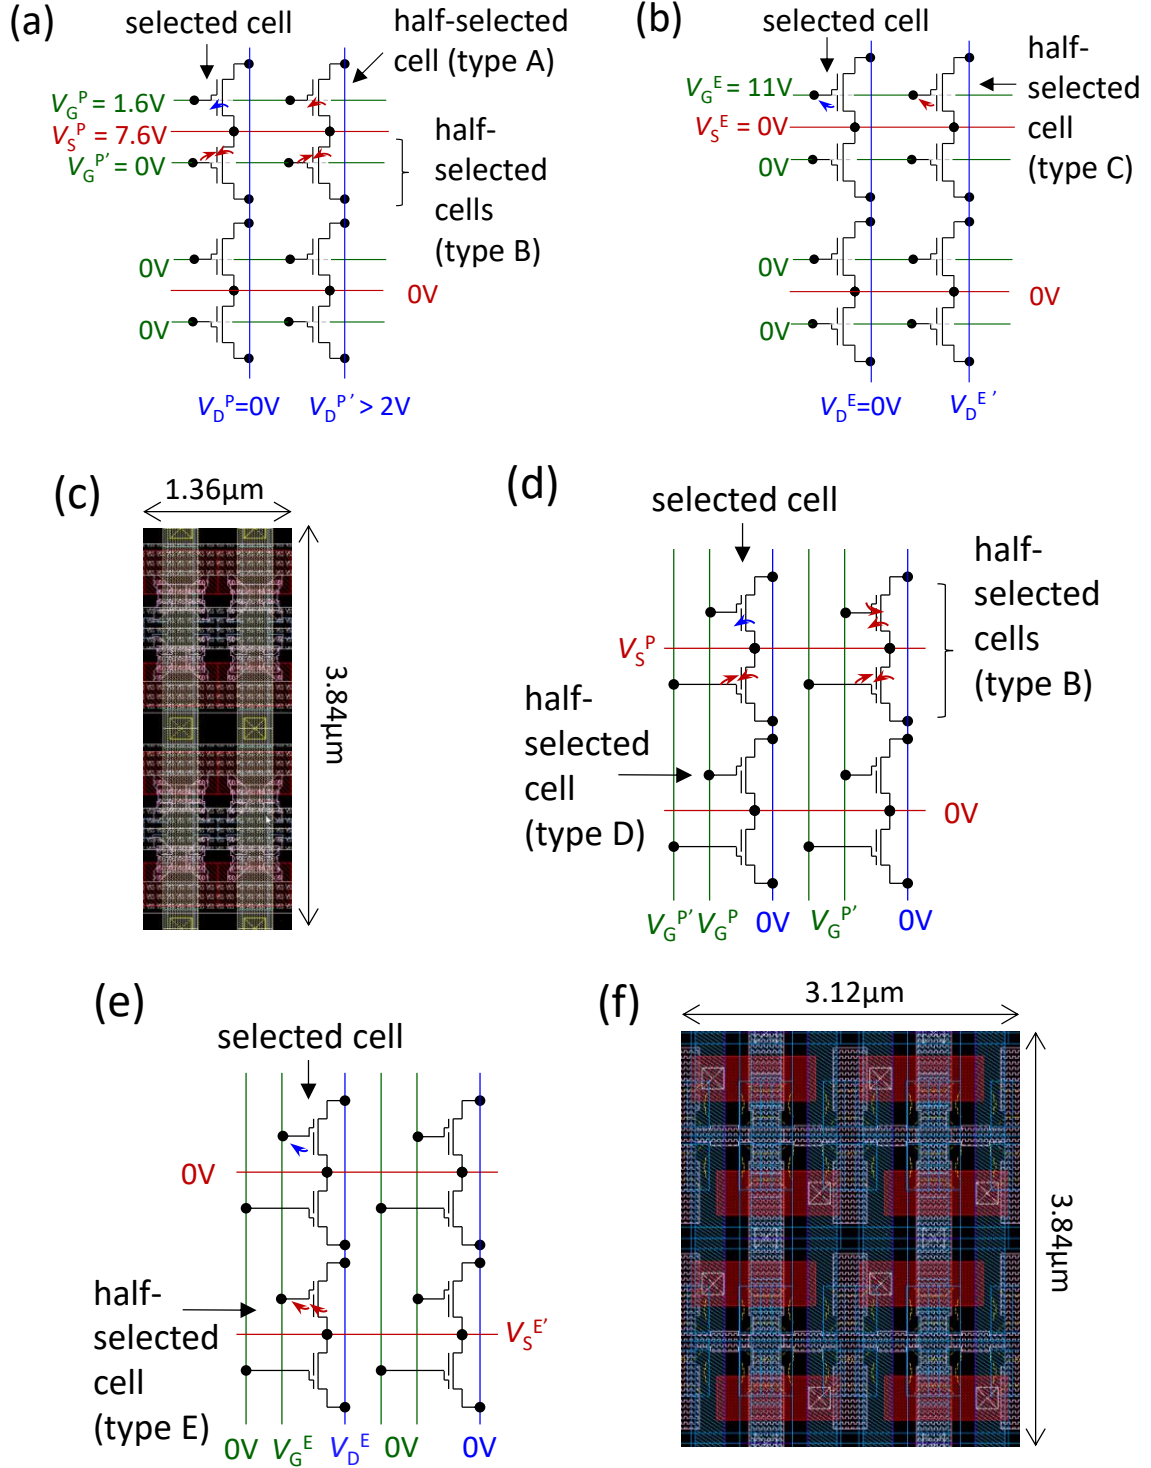 (a)
selected cell
half-selected
cell (type A)
V_G^P = 1.6V
V_S^P = 7.6V
V_G^P' = 0V
half-
selected
cells
(type B)
0V
0V
0V
V_D^P=0V
V_D^P' > 2V
(b)
selected cell
half-
selected
cell
(type C)
V_G^E = 11V
V_S^E = 0V
0V
0V
0V
0V
V_D^E=0V
V_D^E'
(c)
1.36µm
3.84µm
(d)
selected cell
half-
selected
cells
(type B)
V_S^P
half-
selected
cell
(type D)
0V
V_G^P'
V_G^P
0V
V_G^P'
0V
(e)
selected cell
0V
half-
selected
cell
(type E)
V_S^E'
0V
V_G^E
V_D^E
0V
0V
(f)
3.12µm
3.84µm